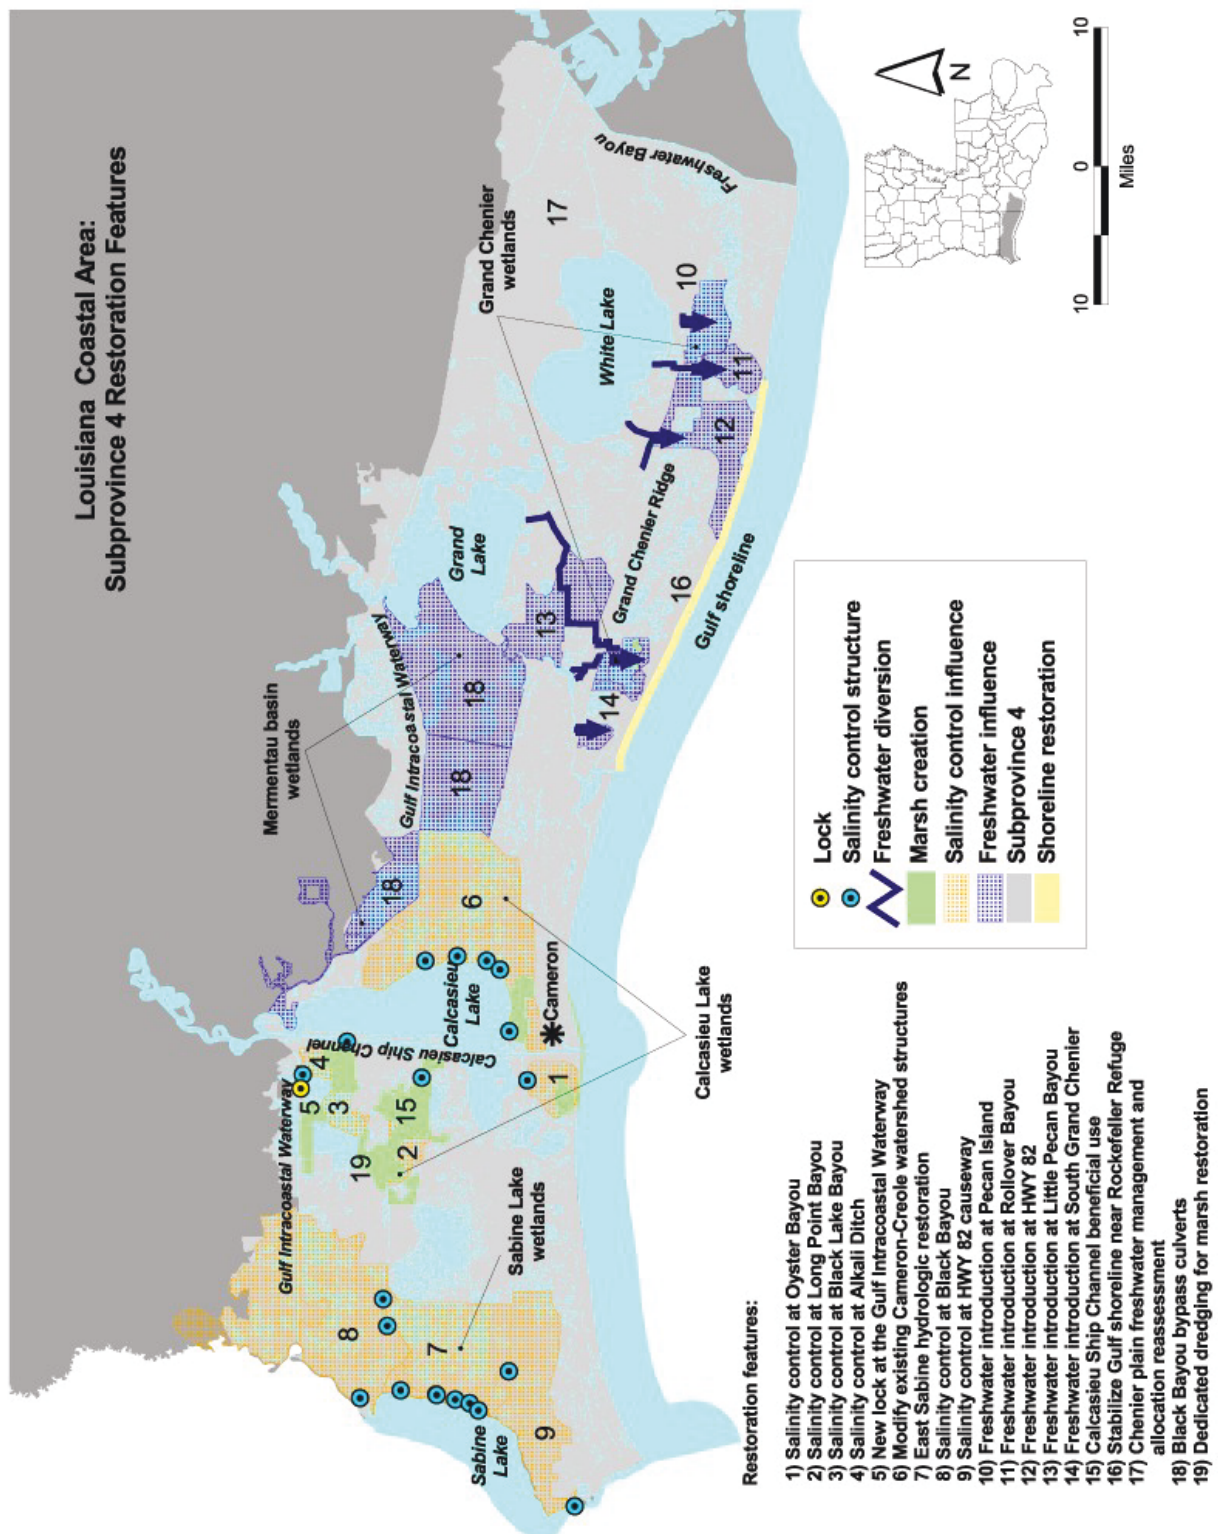 Louisiana Coastal Area:
Subprovince 4 Restoration Features
Gulf Intracoastal Waterway
Mermentau basin
wetlands
Grand Chenier
wetlands
Gulf Intracoastal Waterway
Grand
Lake
White Lake
Freshwater Bayou
Sabine
Lake
Sabine Lake
wetlands
Calcasieu Ship Channel
Calcasieu
Lake
Cameron
Calcasieu Lake
wetlands
Grand Chenier Ridge
Gulf shoreline
1
2
3
4
5
6
7
8
9
10
11
12
13
14
15
16
17
18
18
18
19
Restoration features:
1) Salinity control at Oyster Bayou
2) Salinity control at Long Point Bayou
3) Salinity control at Black Lake Bayou
4) Salinity control at Alkali Ditch
5) New lock at the Gulf Intracoastal Waterway
6) Modify existing Cameron-Creole watershed structures
7) East Sabine hydrologic restoration
8) Salinity control at Black Bayou
9) Salinity control at HWY 82 causeway
10) Freshwater introduction at Pecan Island
11) Freshwater introduction at Rollover Bayou
12) Freshwater introduction at HWY 82
13) Freshwater introduction at Little Pecan Bayou
14) Freshwater introduction at South Grand Chenier
15) Calcasieu Ship Channel beneficial use
16) Stabilize Gulf shoreline near Rockefeller Refuge
17) Chenier plain freshwater management and
allocation reassessment
18) Black Bayou bypass culverts
19) Dedicated dredging for marsh restoration
Lock
Salinity control structure
Freshwater diversion
Marsh creation
Salinity control influence
Freshwater influence
Subprovince 4
Shoreline restoration
N
10 0 10
Miles